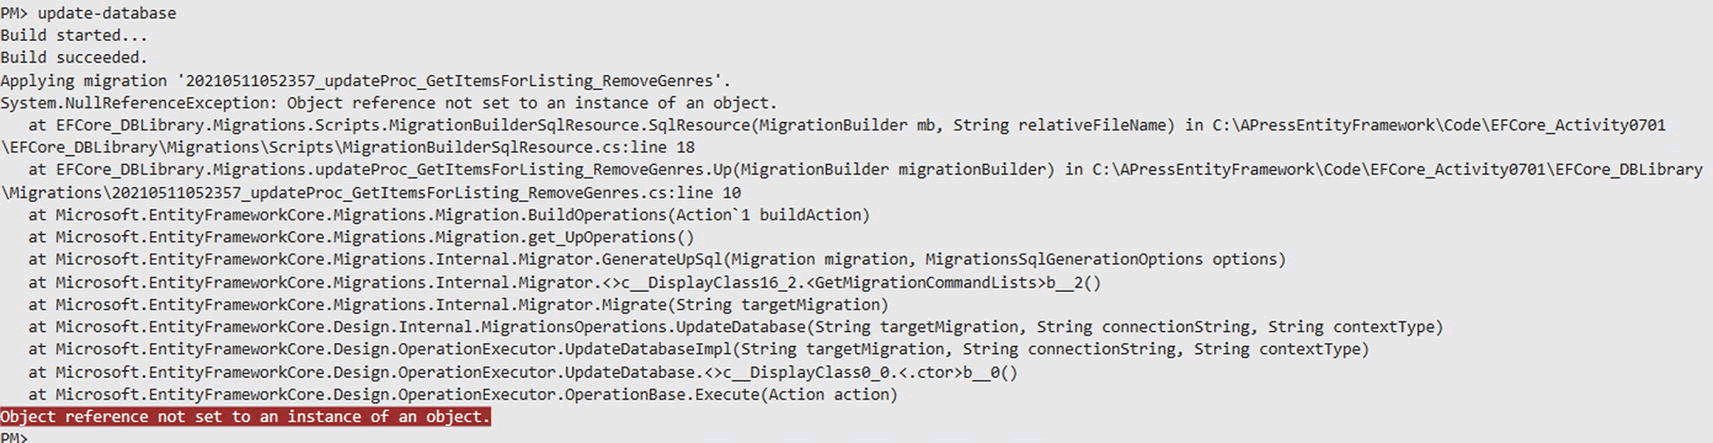 PM> update-database
Build started...
Build succeeded.
Applying migration '20210511052357_updateProc_GetItemsForListing_RemoveGenres'.
System.NullReferenceException: Object reference not set to an instance of an object.
   at EFCore_DBLibrary.Migrations.Scripts.MigrationBuilderSqlResource.SqlResource(MigrationBuilder mb, String relativeFileName) in C:\APressEntityFramework\Code\EFCore_Activity0701
\EFCore_DBLibrary\Migrations\Scripts\MigrationBuilderSqlResource.cs:line 18
   at EFCore_DBLibrary.Migrations.updateProc_GetItemsForListing_RemoveGenres.Up(MigrationBuilder migrationBuilder) in C:\APressEntityFramework\Code\EFCore_Activity0701\EFCore_DBLibrary
\Migrations\20210511052357_updateProc_GetItemsForListing_RemoveGenres.cs:line 10
   at Microsoft.EntityFrameworkCore.Migrations.Migration.BuildOperations(Action`1 buildAction)
   at Microsoft.EntityFrameworkCore.Migrations.Migration.get_UpOperations()
   at Microsoft.EntityFrameworkCore.Migrations.Internal.Migrator.GenerateUpSql(Migration migration, MigrationsSqlGenerationOptions options)
   at Microsoft.EntityFrameworkCore.Migrations.Internal.Migrator.<>c__DisplayClass16_2.<GetMigrationCommandLists>b__2()
   at Microsoft.EntityFrameworkCore.Migrations.Internal.Migrator.Migrate(String targetMigration)
   at Microsoft.EntityFrameworkCore.Design.Internal.MigrationsOperations.UpdateDatabase(String targetMigration, String connectionString, String contextType)
   at Microsoft.EntityFrameworkCore.Design.OperationExecutor.UpdateDatabaseImpl(String targetMigration, String connectionString, String contextType)
   at Microsoft.EntityFrameworkCore.Design.OperationExecutor.UpdateDatabase.<>c__DisplayClass0_0.<.ctor>b__0()
   at Microsoft.EntityFrameworkCore.Design.OperationExecutor.OperationBase.Execute(Action action)
Object reference not set to an instance of an object.
PM>